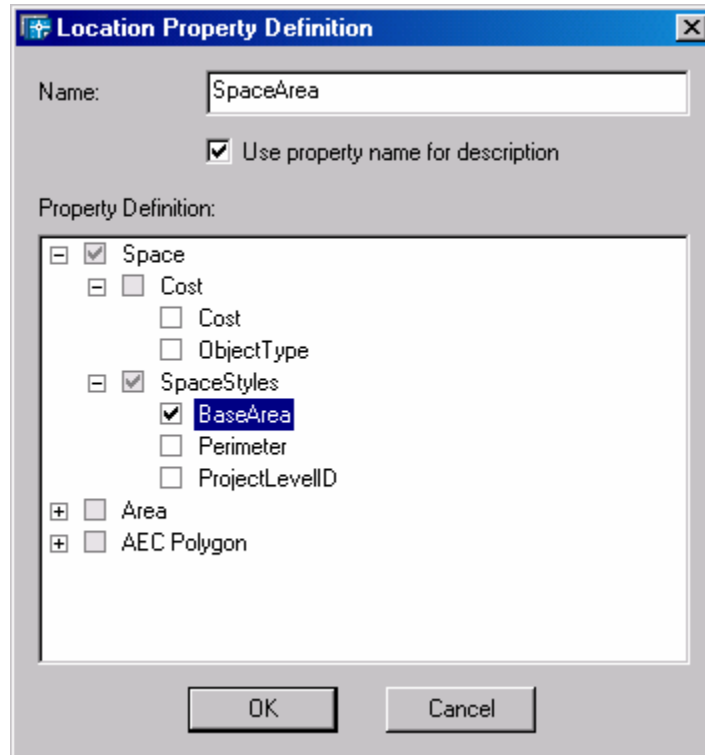 Location Property Definition
Name: SpaceArea
Use property name for description
Property Definition:
Space
Cost
Cost
ObjectType
SpaceStyles
BaseArea
Perimeter
ProjectLevelID
Area
AEC Polygon
OK Cancel